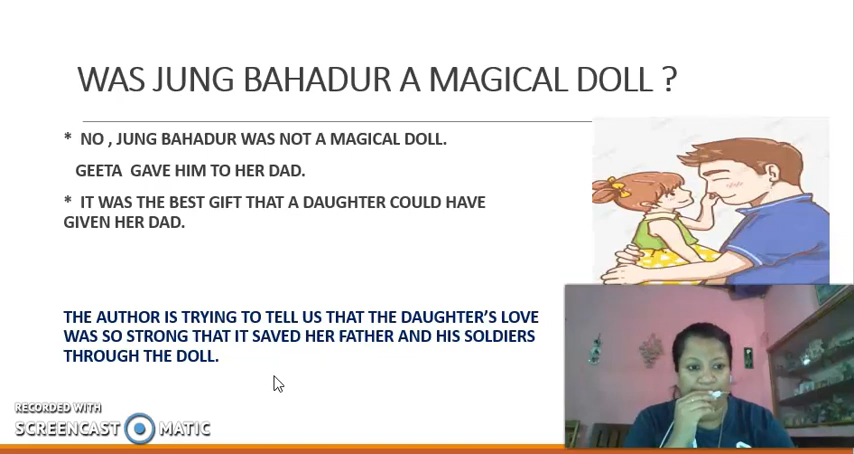 WAS JUNG BAHADUR A MAGICAL DOLL ?
* NO , JUNG BAHADUR WAS NOT A MAGICAL DOLL.
GEETA GAVE HIM TO HER DAD.
* IT WAS THE BEST GIFT THAT A DAUGHTER COULD HAVE
GIVEN HER DAD.
THE AUTHOR IS TRYING TO TELL US THAT THE DAUGHTER'S LOVE
WAS SO STRONG THAT IT SAVED HER FATHER AND HIS SOLDIERS
THROUGH THE DOLL.
RECORDED WITH
SCREENCAST MATIC